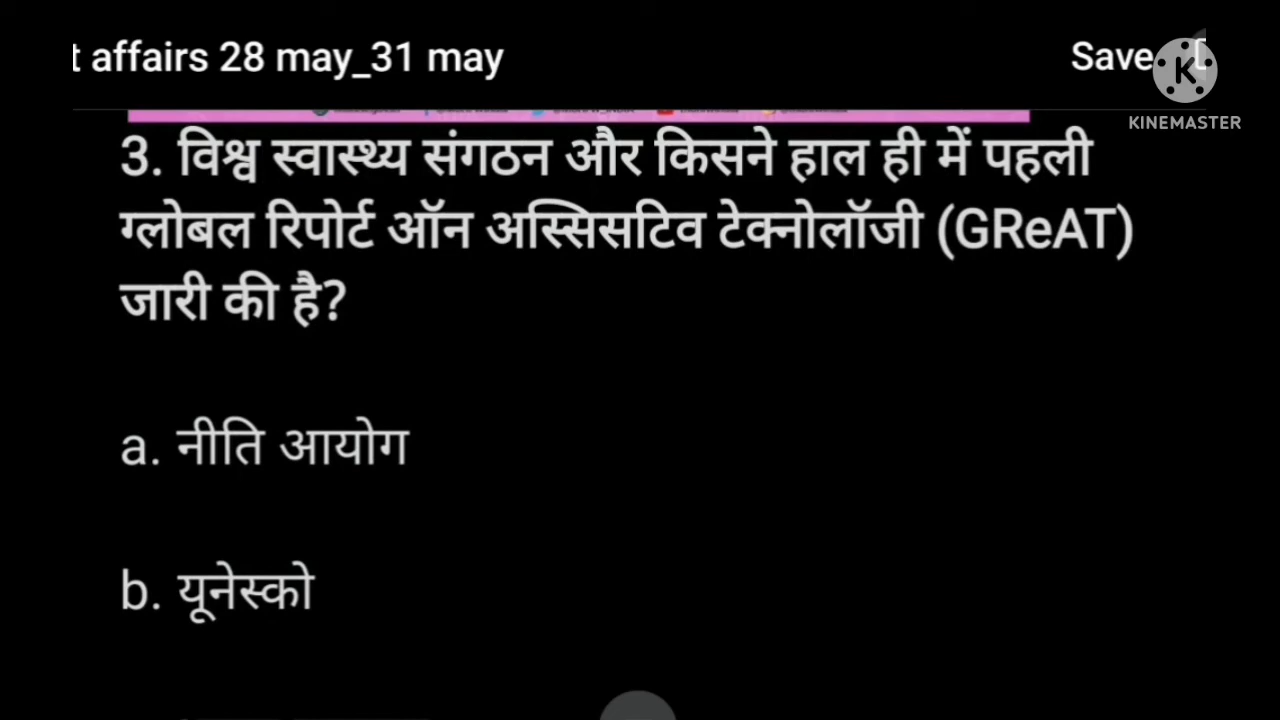 t affairs 28 may_31 may
Save
KINEMASTER
3. विश्व स्वास्थ्य संगठन और किसने हाल ही में पहली
ग्लोबल रिपोर्ट ऑन अस्सिसटिव टेक्नोलॉजी (GReAT)
जारी की है?
a. नीति आयोग
b. यूनेस्को